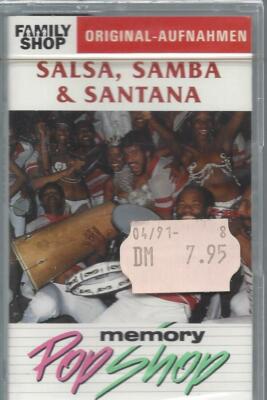 FAMILY
SHOP
ORIGINAL-AUFNAHMEN
SALSA, SAMBA
& SANTANA
04/91- 8
DM 7.95
memory
Pop Shop